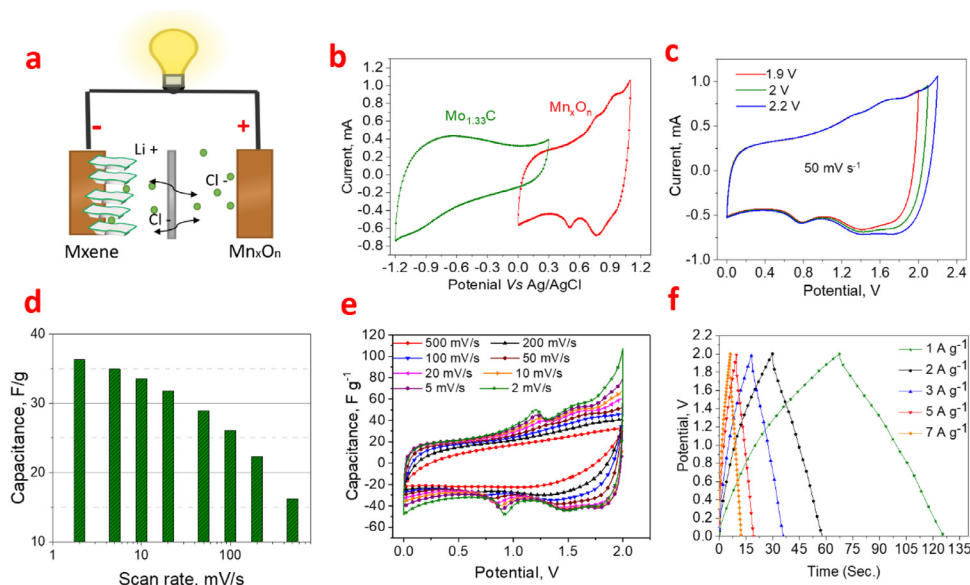 a
-
+
Li +
Cl -
Cl -
Mxene
MnxOn
b
Mo1.33C
MnxOn
Current, mA
1.2
1.0
0.8
0.6
0.4
0.2
0.0
-0.2
-0.4
-0.6
-0.8
-1.2 -0.9 -0.6 -0.3 0.0 0.3 0.6 0.9 1.2
Potenial Vs Ag/AgCl
c
1.9 V
2 V
2.2 V
50 mV s-1
Current, mA
1.0
0.5
0.0
-0.5
-1.0
0.0 0.4 0.8 1.2 1.6 2.0 2.4
Potential, V
d
Capacitance, F/g
40
30
20
10
1 10 100
Scan rate, mV/s
e
500 mV/s 200 mV/s
100 mV/s 50 mV/s
20 mV/s 10 mV/s
5 mV/s 2 mV/s
Capacitance, F g-1
120
100
80
60
40
20
0
-20
-40
-60
0.0 0.5 1.0 1.5 2.0
Potential, V
f
1 A g-1
2 A g-1
3 A g-1
5 A g-1
7 A g-1
Potential, V
2.2
2.0
1.8
1.6
1.4
1.2
1.0
0.8
0.6
0.4
0.2
0.0
0 15 30 45 60 75 90 105 120 135
Time (Sec.)